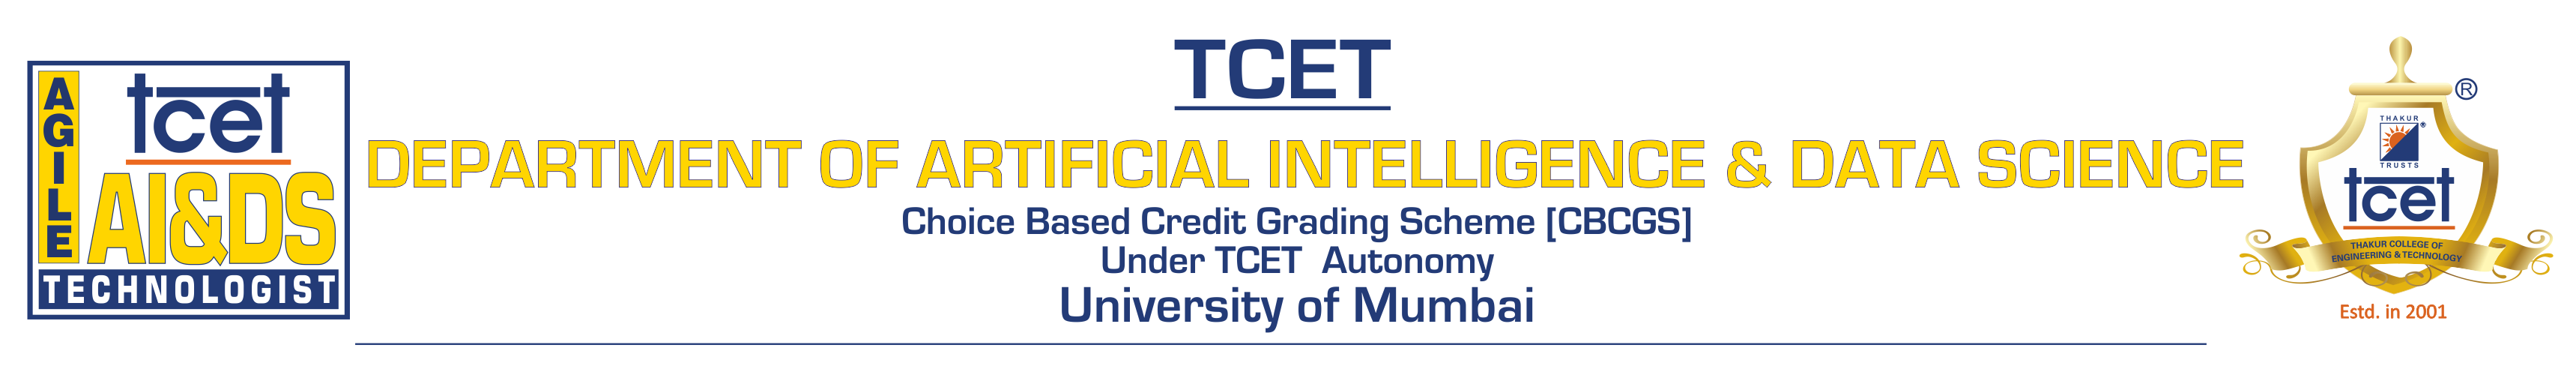 AGILE
tcet
AI&DS
TECHNOLOGIST
TCET
DEPARTMENT OF ARTIFICIAL INTELLIGENCE & DATA SCIENCE
Choice Based Credit Grading Scheme [CBCGS]
Under TCET Autonomy
University of Mumbai
®
THAKUR
®
TRUSTS
tcet
THAKUR COLLEGE OF
ENGINEERING & TECHNOLOGY
Estd. in 2001